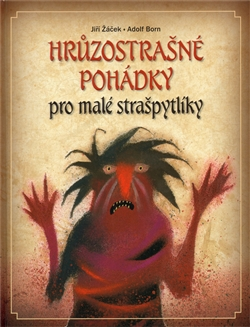 Jiří Žáček • Adolf Born
HRŮZOSTRAŠNÉ
POHÁDKY
pro malé strašpytlíky